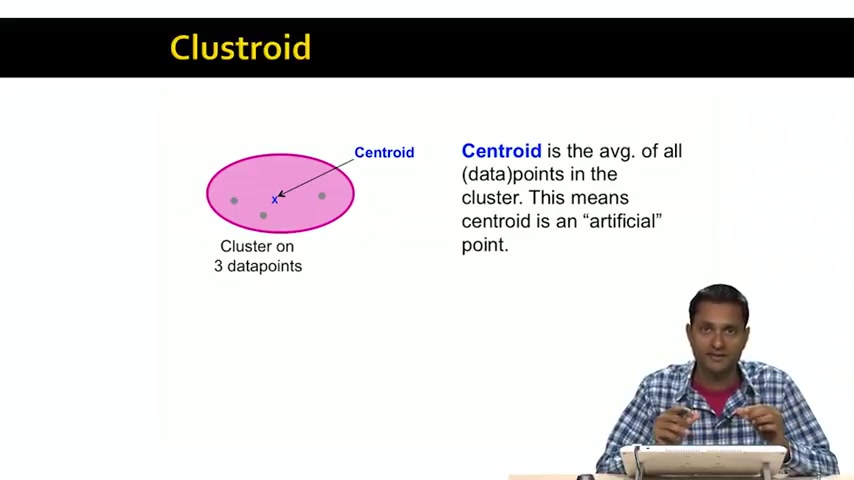 Clustroid
Centroid
x
Cluster on
3 datapoints
Centroid is the avg. of all
(data)points in the
cluster. This means
centroid is an “artificial”
point.